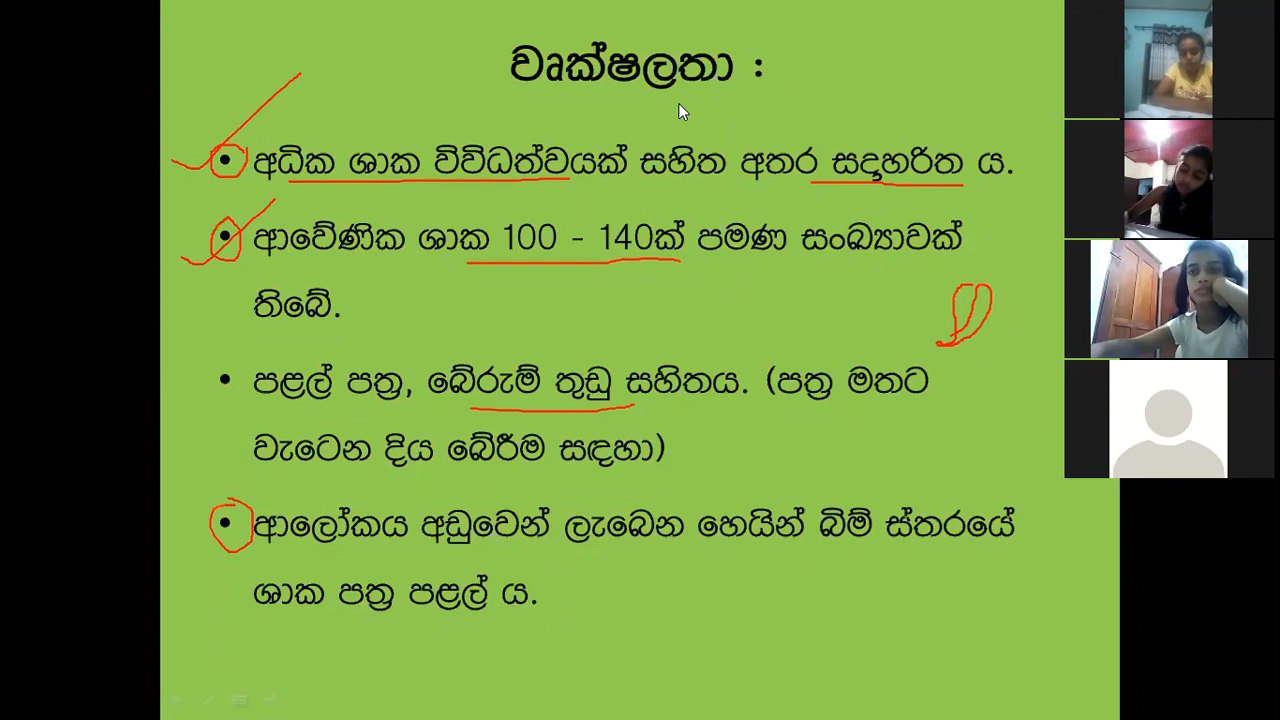 වෘක්ෂලතා :
• අධික ශාක විවිධත්වයක් සහිත අතර සදාහරිත ය.
• ආවේණික ශාක 100 - 140ක් පමණ සංඛ්‍යාවක්
තිබේ.
• පළල් පත්‍ර, බේරුම් තුඩු සහිතය. (පත්‍ර මතට
වැටෙන දිය බේරීම සඳහා)
• ආලෝකය අඩුවෙන් ලැබෙන හෙයින් බිම් ස්තරයේ
ශාක පත්‍ර පළල් ය.